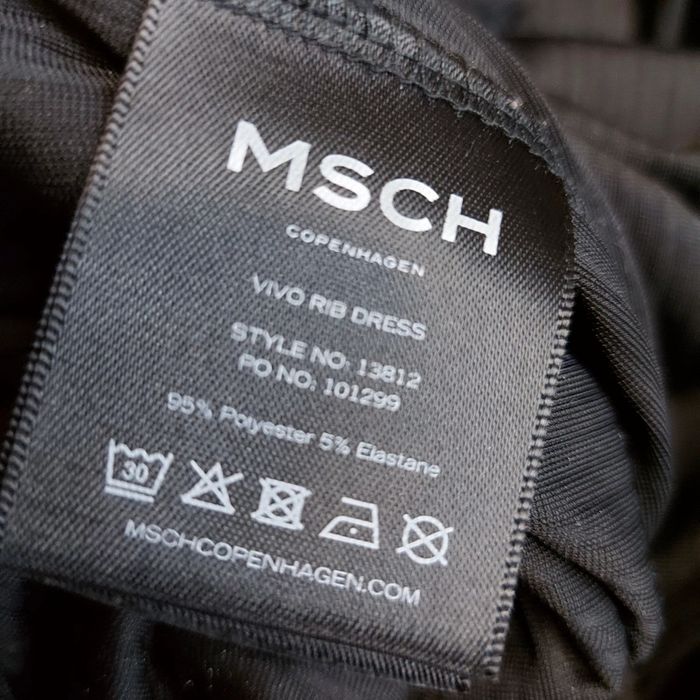 MSCH
COPENHAGEN
VIVO RIB DRESS
STYLE NO: 13812
PO NO: 101299
95% Polyester 5% Elastane
30
MSCHCOPENHAGEN.COM